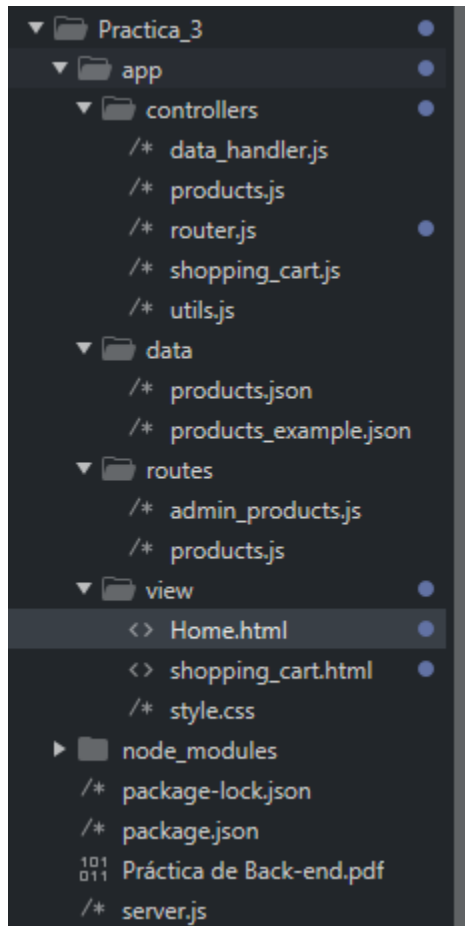 Practica_3
app
controllers
/* data_handler.js
/* products.js
/* router.js
/* shopping_cart.js
/* utils.js
data
/* products.json
/* products_example.json
routes
/* admin_products.js
/* products.js
view
<> Home.html
<> shopping_cart.html
/* style.css
node_modules
/* package-lock.json
/* package.json
101
011 Práctica de Back-end.pdf
/* server.js